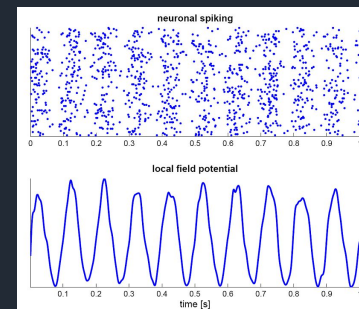 neuronal spiking
0 0.1 0.2 0.3 0.4 0.5 0.6 0.7 0.8 0.9
local field potential
0.1 0.2 0.3 0.4 0.5 0.6 0.7 0.8 0.9
time [s]